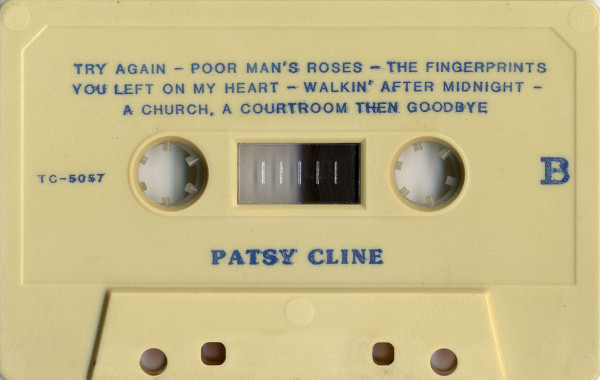 TRY AGAIN – POOR MAN'S ROSES – THE FINGERPRINTS
YOU LEFT ON MY HEART – WALKIN' AFTER MIDNIGHT –
A CHURCH, A COURTROOM THEN GOODBYE
TC-5057
B
PATSY CLINE